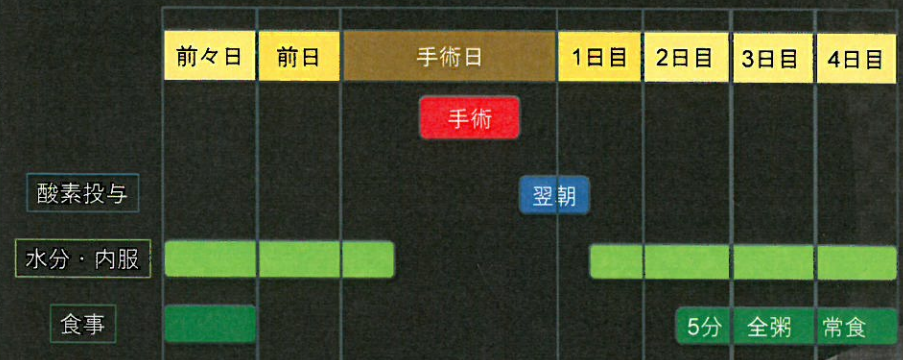 前々日 前日 手術日 1日目 2日目 3日目 4日目
手術
酸素投与 翌朝
水分・内服
食事 5分 全粥 常食